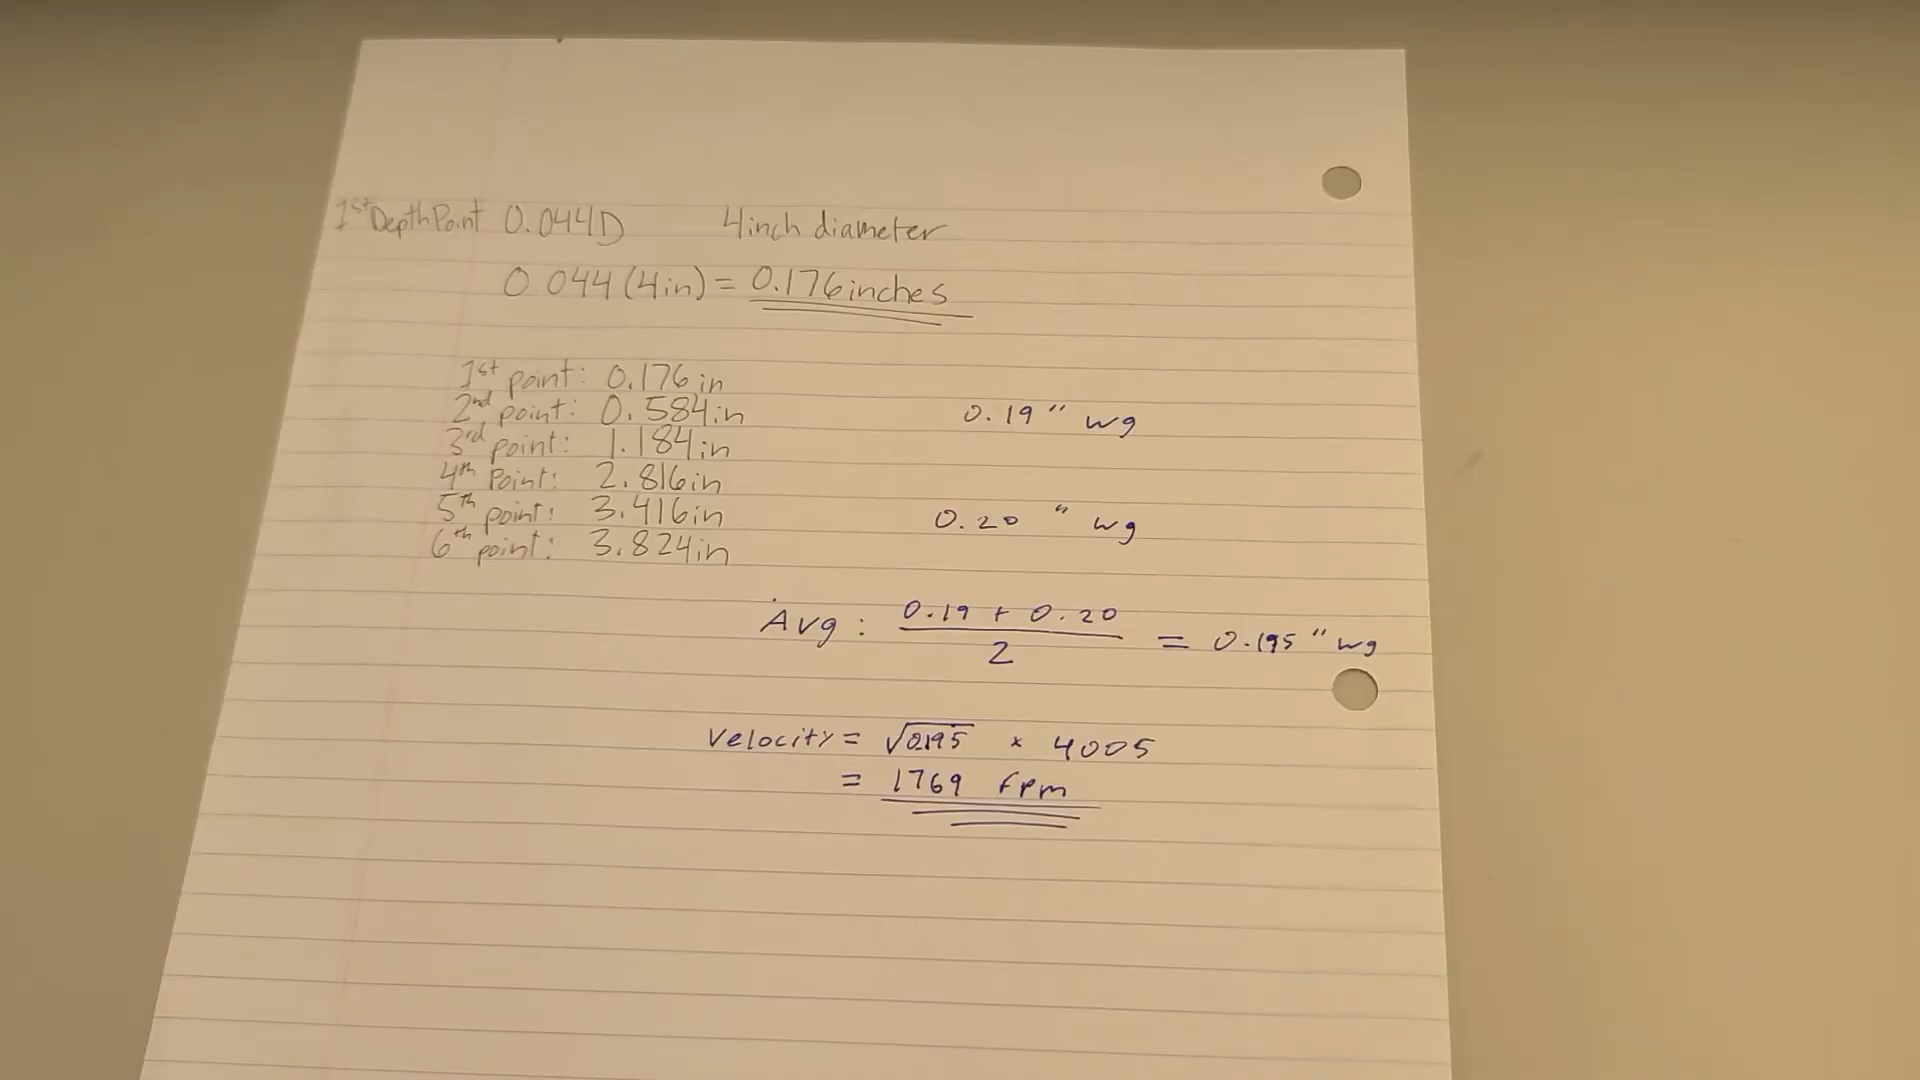 1st Depth Point 0.044D 4inch diameter
0.044 (4in) = 0.176inches
1st point: 0.176in
2nd point: 0.584in 0.19" wg
3rd point: 1.184in
4th Point: 2.816in
5th point: 3.416in 0.20 " wg
6th point: 3.824in
Avg: (0.19 + 0.20)/2 = 0.195" wg
Velocity = √0.195 × 4005
= 1769 fpm